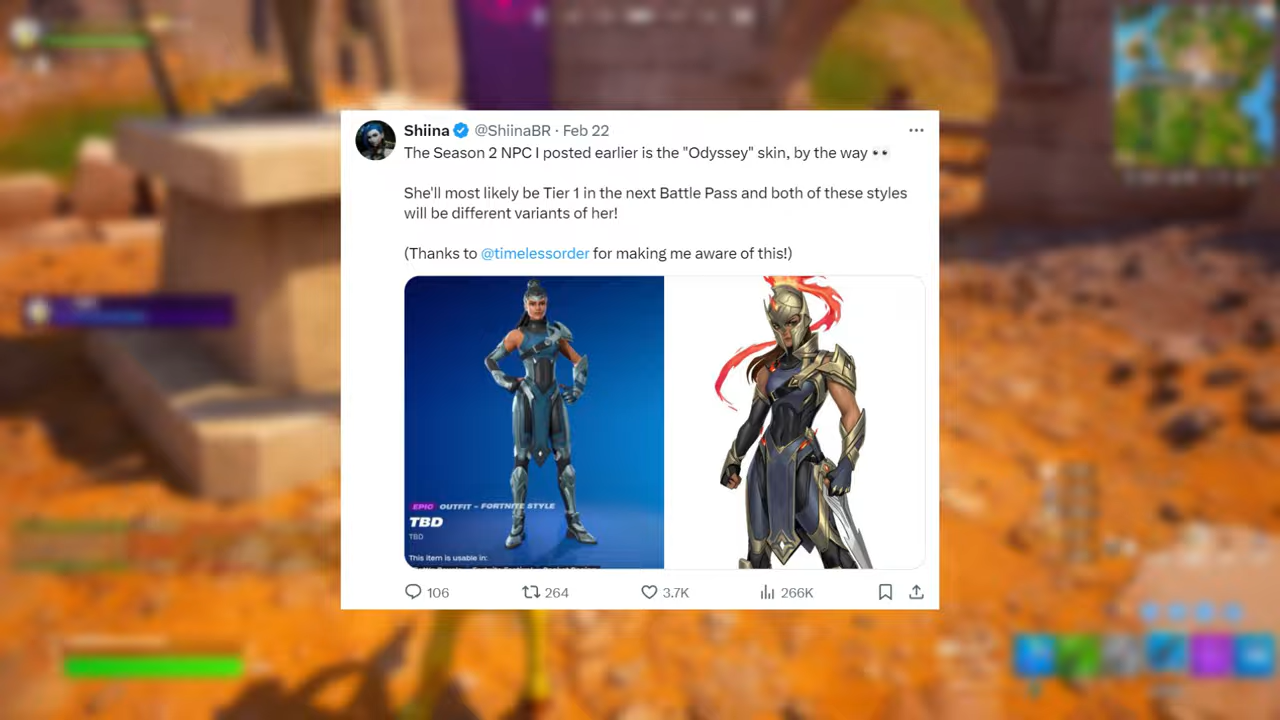 Shiina @ShiinaBR · Feb 22
The Season 2 NPC I posted earlier is the "Odyssey" skin, by the way 👀
She'll most likely be Tier 1 in the next Battle Pass and both of these styles
will be different variants of her!
(Thanks to @timelessorder for making me aware of this!)
EPIC OUTFIT - FORTNITE STYLE
TBD
TBD
This item is usable in:
106 264 3.7K 266K